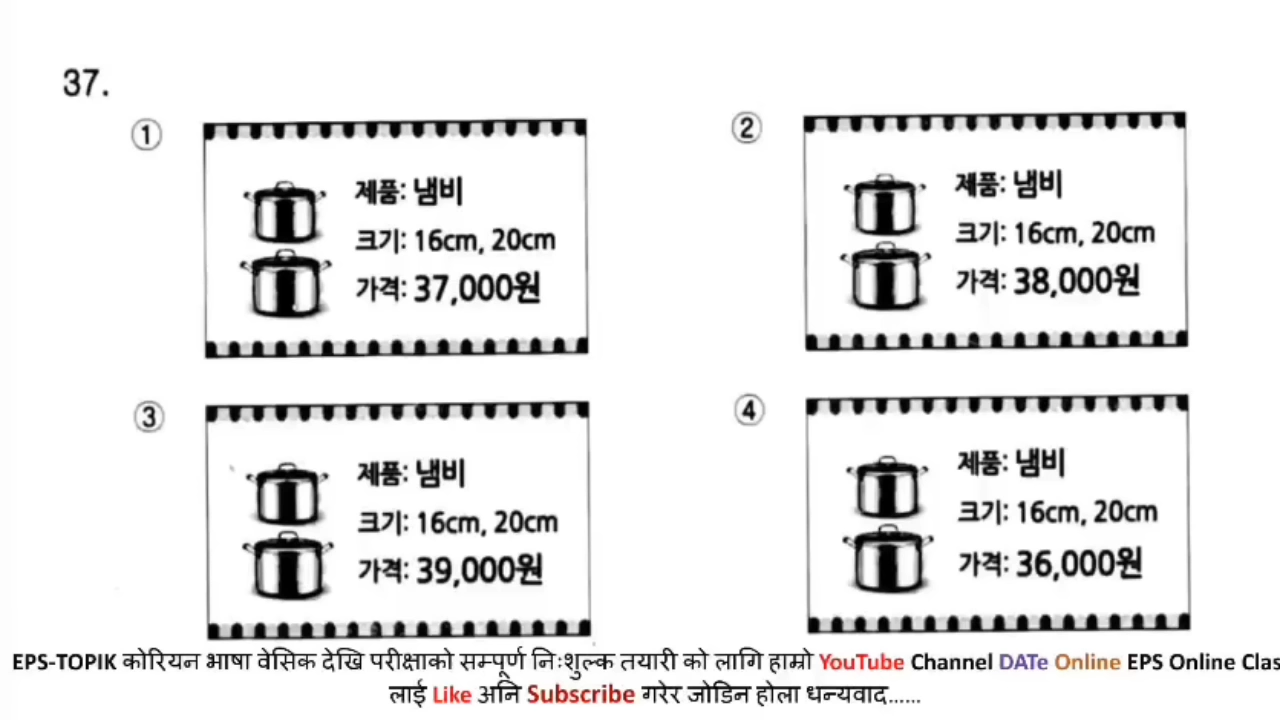 37.
①
제품: 냄비
크기: 16cm, 20cm
가격: 37,000원
②
제품: 냄비
크기: 16cm, 20cm
가격: 38,000원
③
제품: 냄비
크기: 16cm, 20cm
가격: 39,000원
④
제품: 냄비
크기: 16cm, 20cm
가격: 36,000원
EPS-TOPIK कोरियन भाषा वेसिक देखि परीक्षाको सम्पूर्ण निःशुल्क तयारी को लागि हाम्रो YouTube Channel DATe Online EPS Online Clas
लाई Like अनि Subscribe गरेर जोडिन होला धन्यवाद......